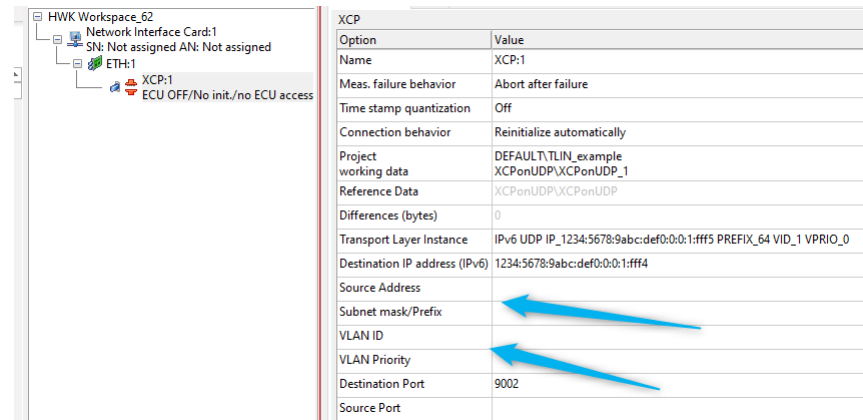 HWK Workspace_62
Network Interface Card:1
SN: Not assigned AN: Not assigned
ETH:1
XCP:1
ECU OFF/No init./no ECU access
XCP
Option Value
Name XCP:1
Meas. failure behavior Abort after failure
Time stamp quantization Off
Connection behavior Reinitialize automatically
Project DEFAULT\TLIN_example
working data XCPonUDP\XCPonUDP_1
Reference Data XCPonUDP\XCPonUDP
Differences (bytes) 0
Transport Layer Instance IPv6 UDP IP_1234:5678:9abc:def0:0:0:1:fff5 PREFIX_64 VID_1 VPRIO_0
Destination IP address (IPv6) 1234:5678:9abc:def0:0:0:1:fff4
Source Address
Subnet mask/Prefix
VLAN ID
VLAN Priority
Destination Port 9002
Source Port